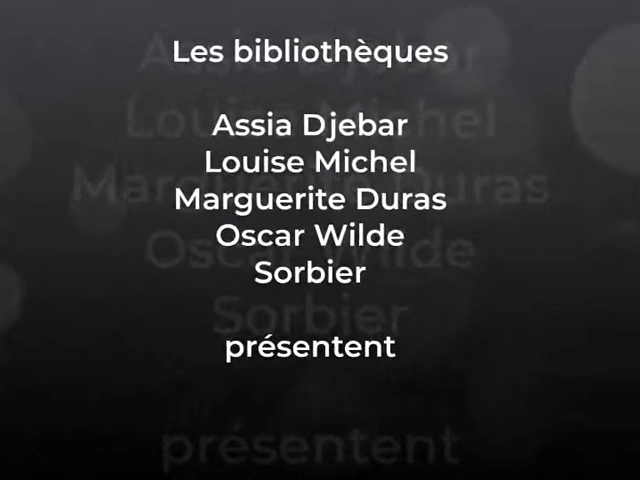 Les bibliothèques
Assia Djebar
Louise Michel
Marguerite Duras
Oscar Wilde
Sorbier
présentent